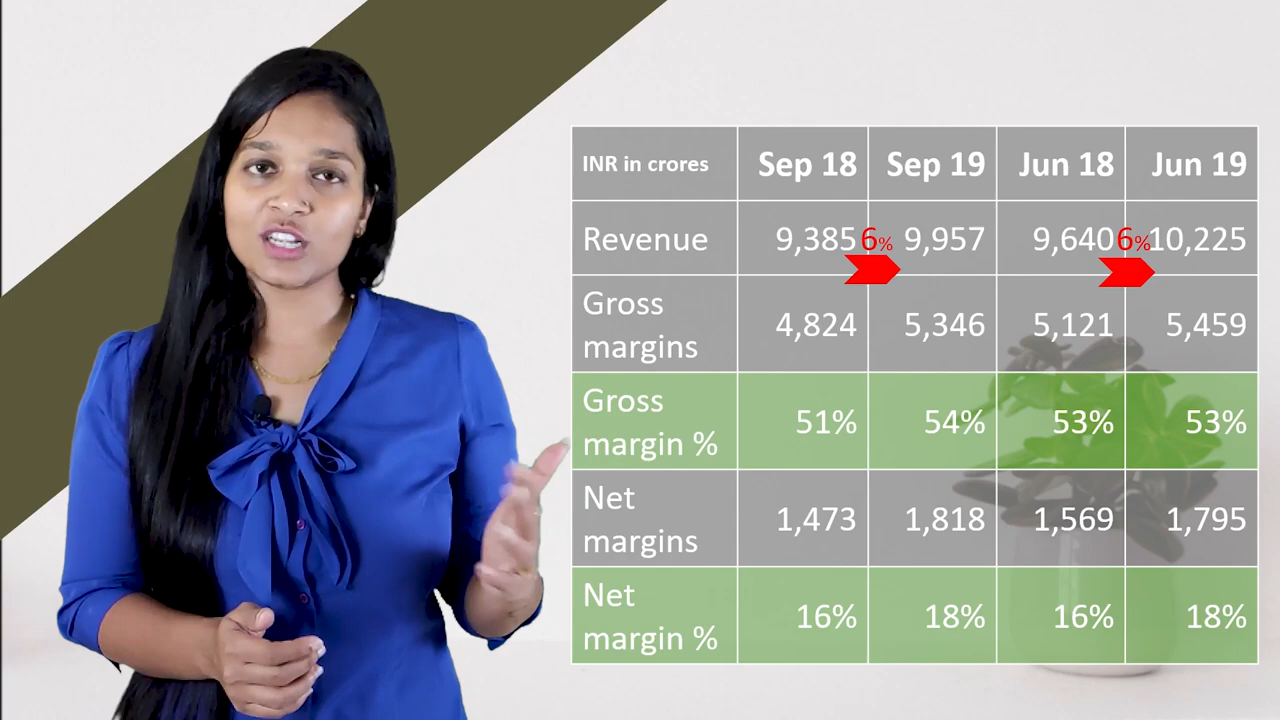 INR in crores Sep 18 Sep 19 Jun 18 Jun 19
Revenue 9,385 6% 9,957 9,640 6% 10,225
Gross
margins 4,824 5,346 5,121 5,459
Gross
margin % 51% 54% 53% 53%
Net
margins 1,473 1,818 1,569 1,795
Net
margin % 16% 18% 16% 18%